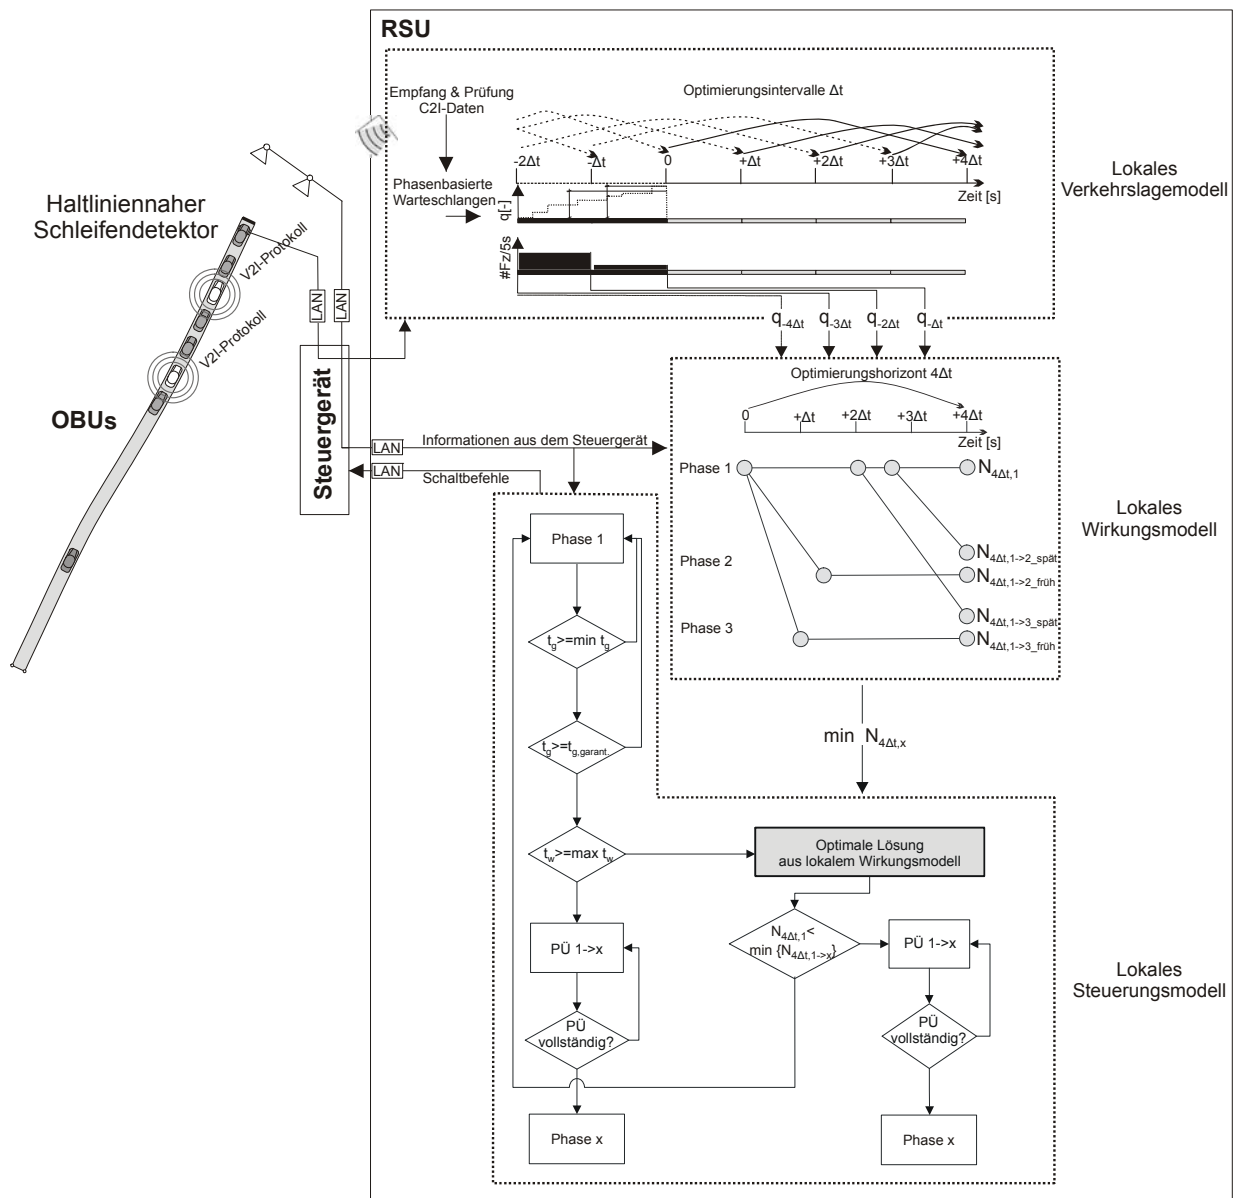 RSU
Empfang & Prüfung
C2I-Daten
Optimierungsintervalle Δt
-2Δt
-Δt
0
+Δt
+2Δt
+3Δt
+4Δt
Zeit [s]
Phasenbasierte
Warteschlangen
q[-]
#Fz/5s
Lokales
Verkehrslagemodell
Haltliniennaher
Schleifendetektor
V2I-Protokoll
V2I-Protokoll
OBUs
LAN
LAN
Steuergerät
q-4Δt
q-3Δt
q-2Δt
q-Δt
Optimierungshorizont 4Δt
0
+Δt
+2Δt
+3Δt
+4Δt
Zeit [s]
LAN
Informationen aus dem Steuergerät
LAN
Schaltbefehle
Phase 1
N4Δt,1
Phase 2
N4Δt,1->2_spät
N4Δt,1->2_früh
Phase 3
N4Δt,1->3_spät
N4Δt,1->3_früh
Lokales
Wirkungsmodell
min N4Δt,x
Phase 1
tg>=min tg
tg>=tg,garant.
tw>=max tw
Optimale Lösung
aus lokalem Wirkungsmodell
N4Δt,1<
min {N4Δt,1->x}
PÜ 1->x
PÜ 1->x
PÜ
vollständig?
PÜ
vollständig?
Phase x
Phase x
Lokales
Steuerungsmodell